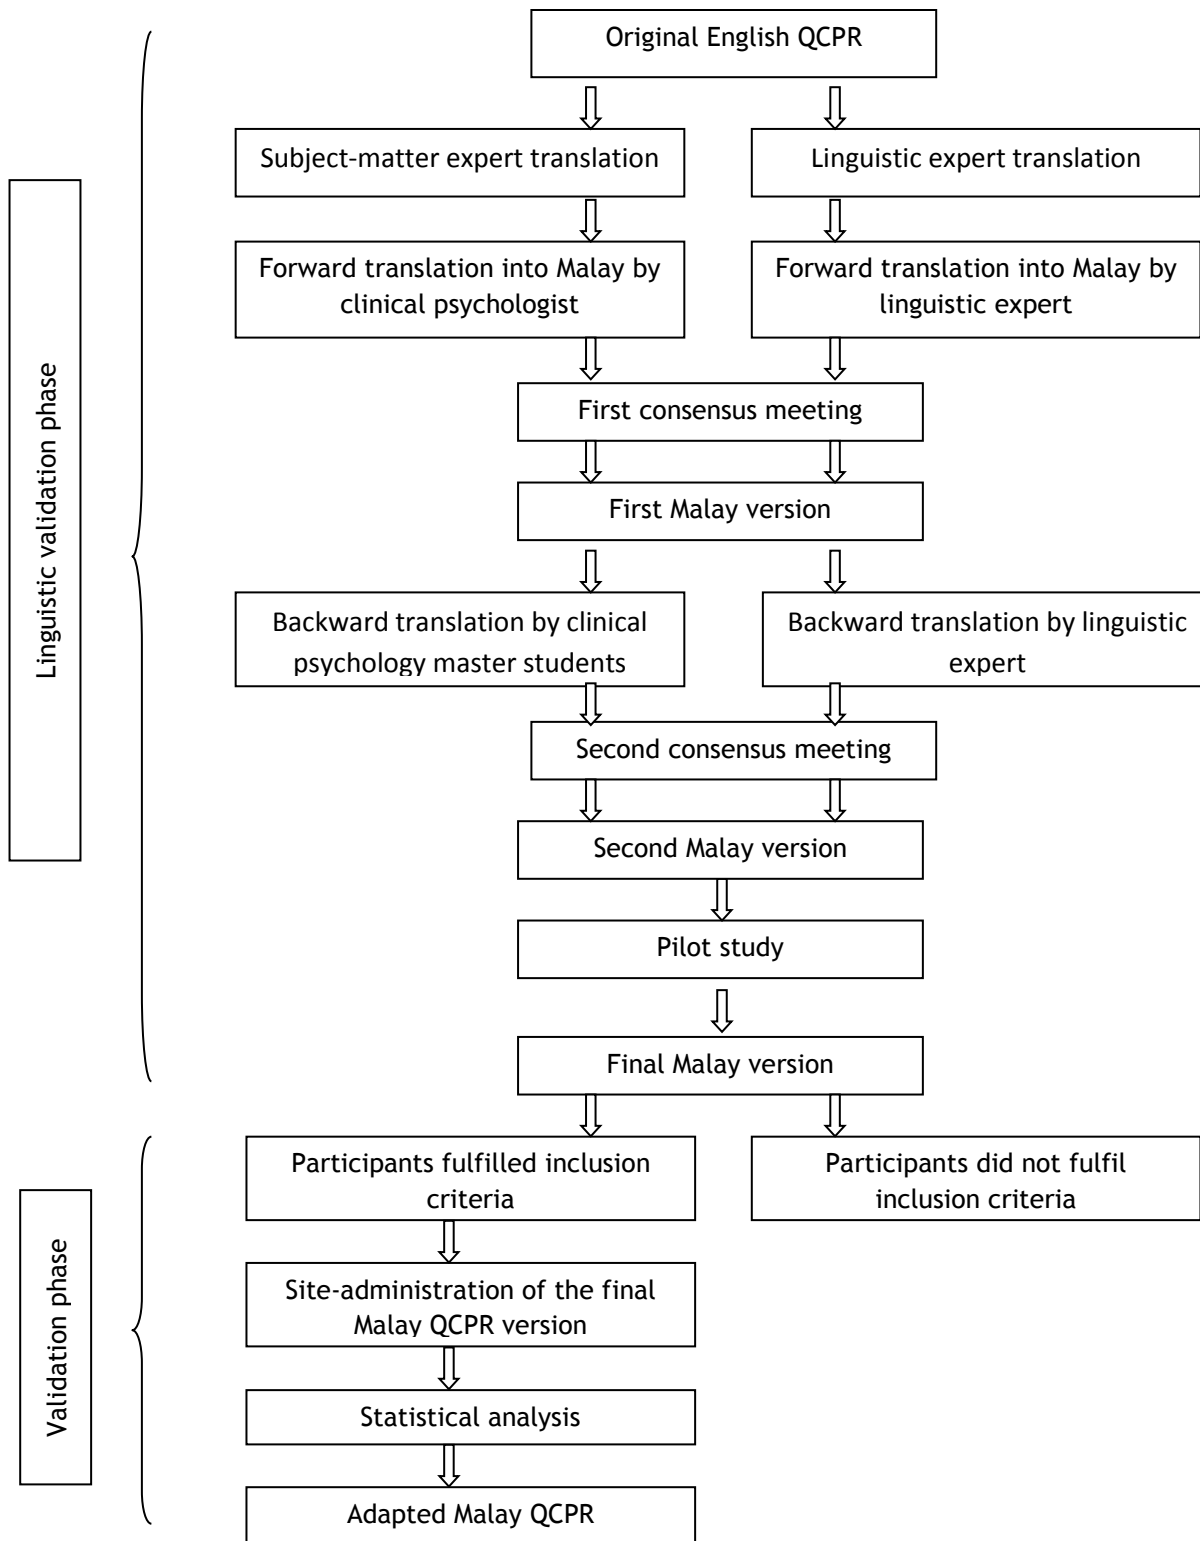 Original English QCPR
Subject-matter expert translation
Linguistic expert translation
Forward translation into Malay by
clinical psychologist
Forward translation into Malay by
linguistic expert
First consensus meeting
First Malay version
Backward translation by clinical
psychology master students
Backward translation by linguistic
expert
Second consensus meeting
Second Malay version
Pilot study
Final Malay version
Linguistic validation phase
Participants fulfilled inclusion
criteria
Participants did not fulfil
inclusion criteria
Site-administration of the final
Malay QCPR version
Statistical analysis
Adapted Malay QCPR
Validation phase